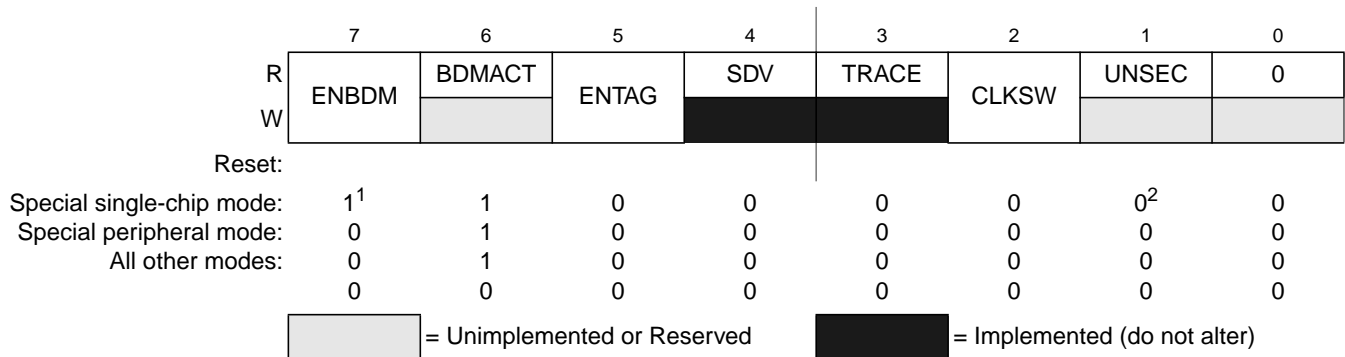 7 6 5 4 3 2 1 0
R ENBDM BDMACT ENTAG SDV TRACE CLKSW UNSEC 0
W
Reset:
Special single-chip mode: 1¹ 1 0 0 0 0 0² 0
Special peripheral mode: 0 1 0 0 0 0 0 0
All other modes: 0 1 0 0 0 0 0 0
0 0 0 0 0 0 0 0
= Unimplemented or Reserved = Implemented (do not alter)